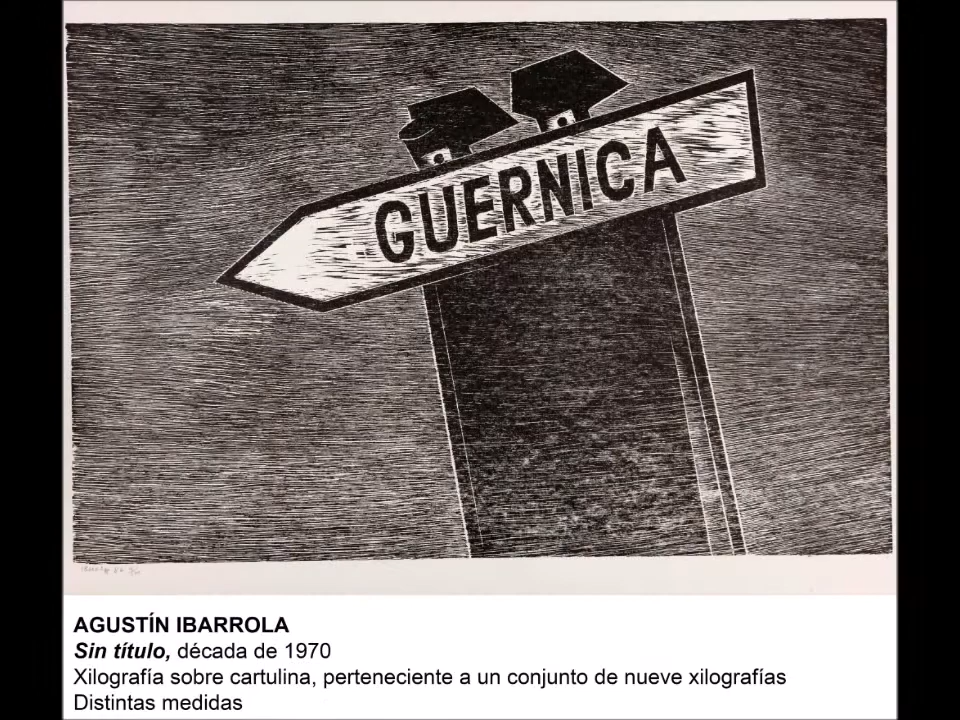 GUERNICA
AGUSTÍN IBARROLA
Sin título, década de 1970
Xilografía sobre cartulina, perteneciente a un conjunto de nueve xilografías
Distintas medidas